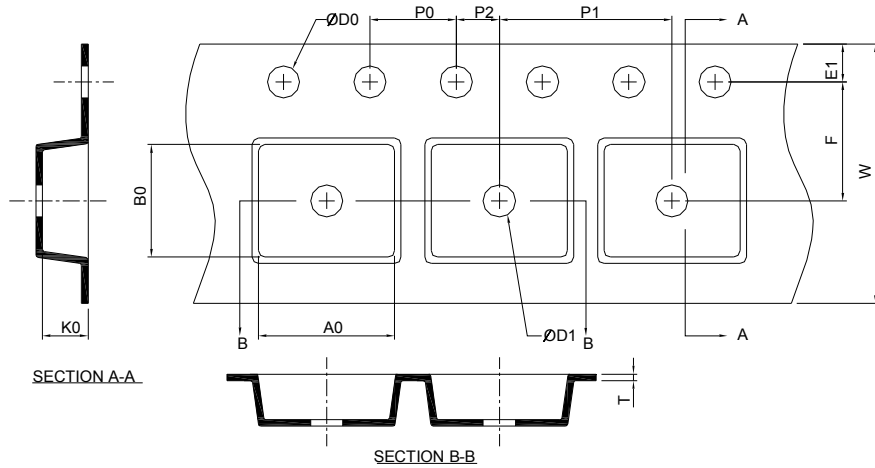 ØD0
P0
P2
P1
A
E1
F
W
B0
K0
A0
B
ØD1
B
A
T
SECTION A-A
SECTION B-B